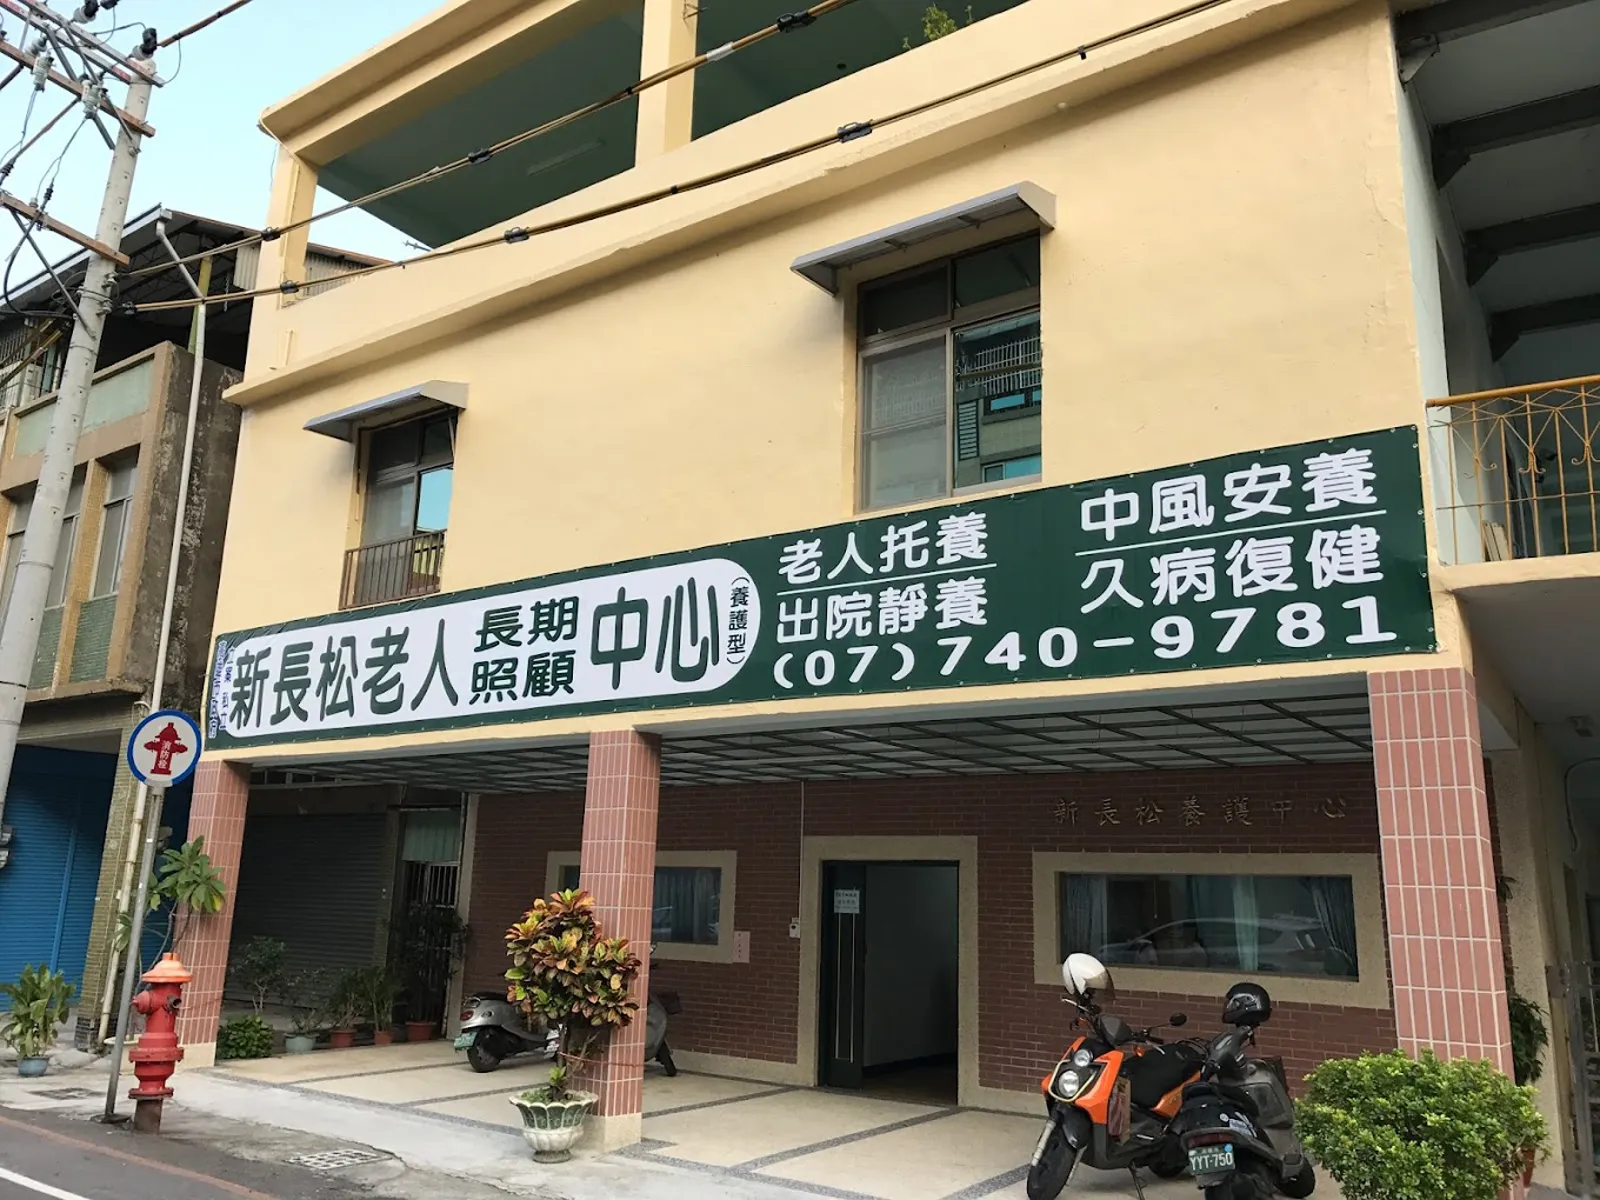 新長松老人長期照顧中心(養護型)
老人托養
出院靜養
中風安養
久病復健
(07)740-9781
消防栓
新長松養護中心
YYT-750